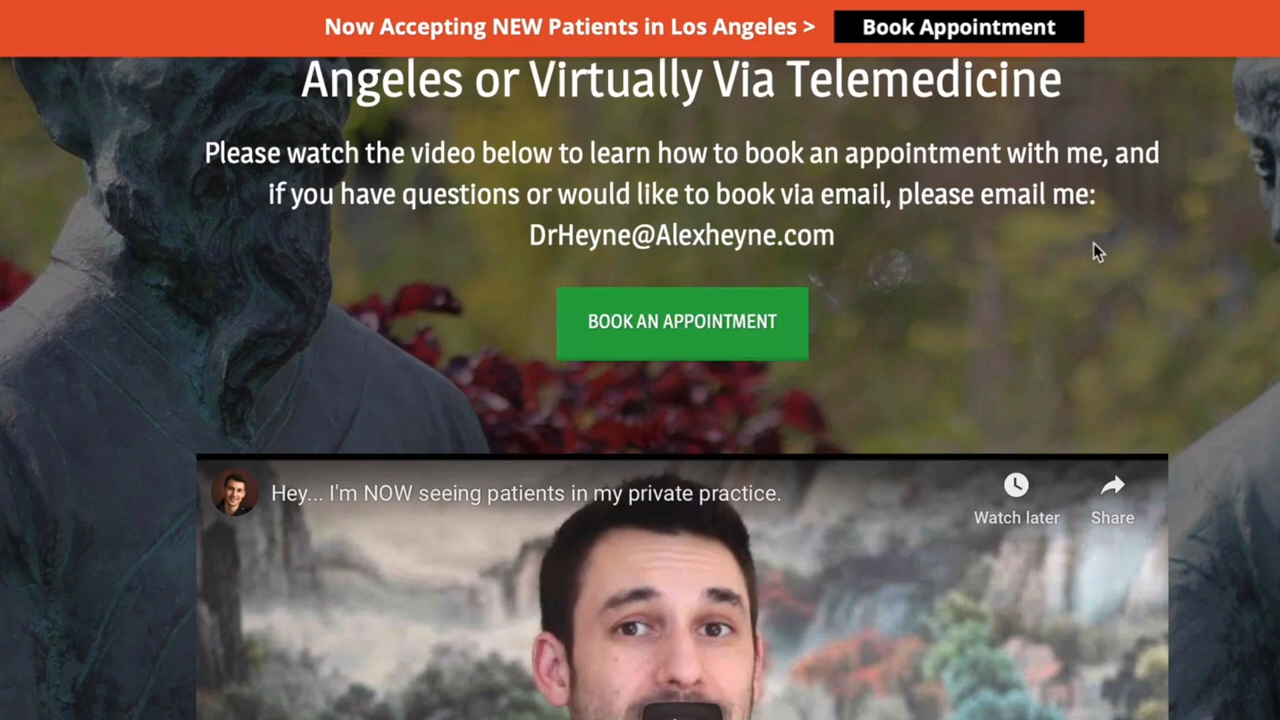 Now Accepting NEW Patients in Los Angeles >
Book Appointment
Angeles or Virtually Via Telemedicine
Please watch the video below to learn how to book an appointment with me, and
if you have questions or would like to book via email, please email me:
DrHeyne@Alexheyne.com
BOOK AN APPOINTMENT
Hey... I'm NOW seeing patients in my private practice.
Watch later
Share